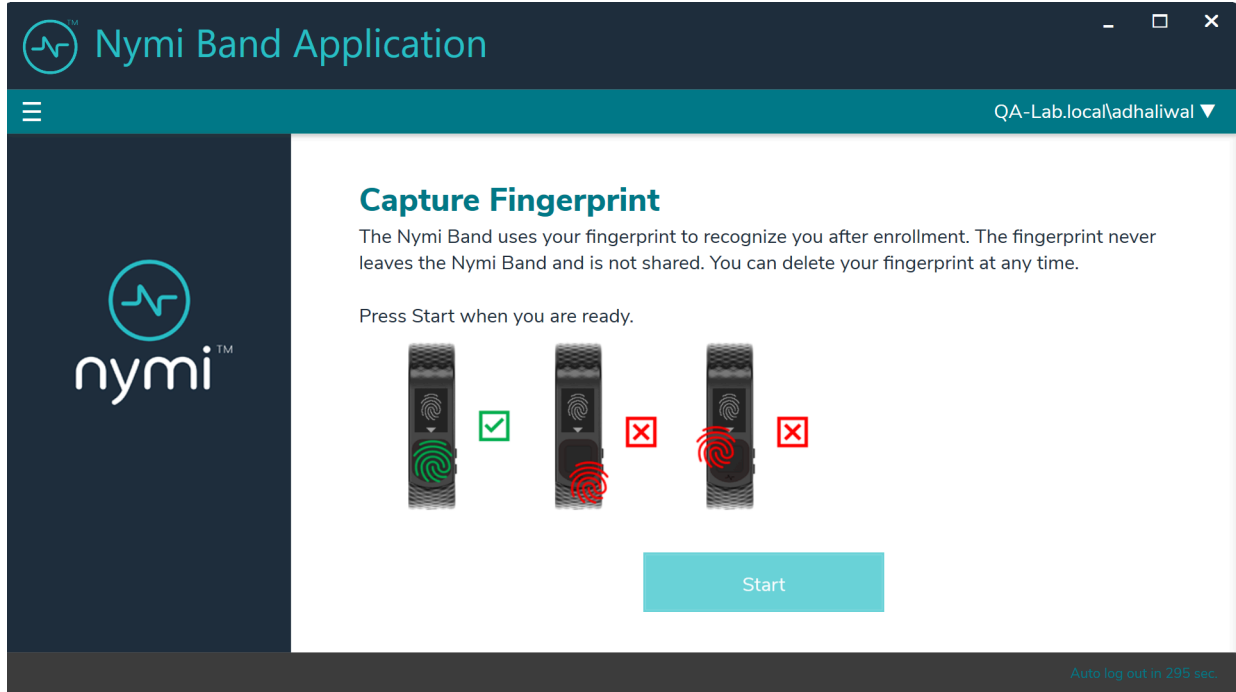 Nymi Band Application
TM
QA-Lab.local\adhaliwal
Capture Fingerprint
The Nymi Band uses your fingerprint to recognize you after enrollment. The fingerprint never
leaves the Nymi Band and is not shared. You can delete your fingerprint at any time.
Press Start when you are ready.
nymi™
Start
Auto log out in 295 sec.